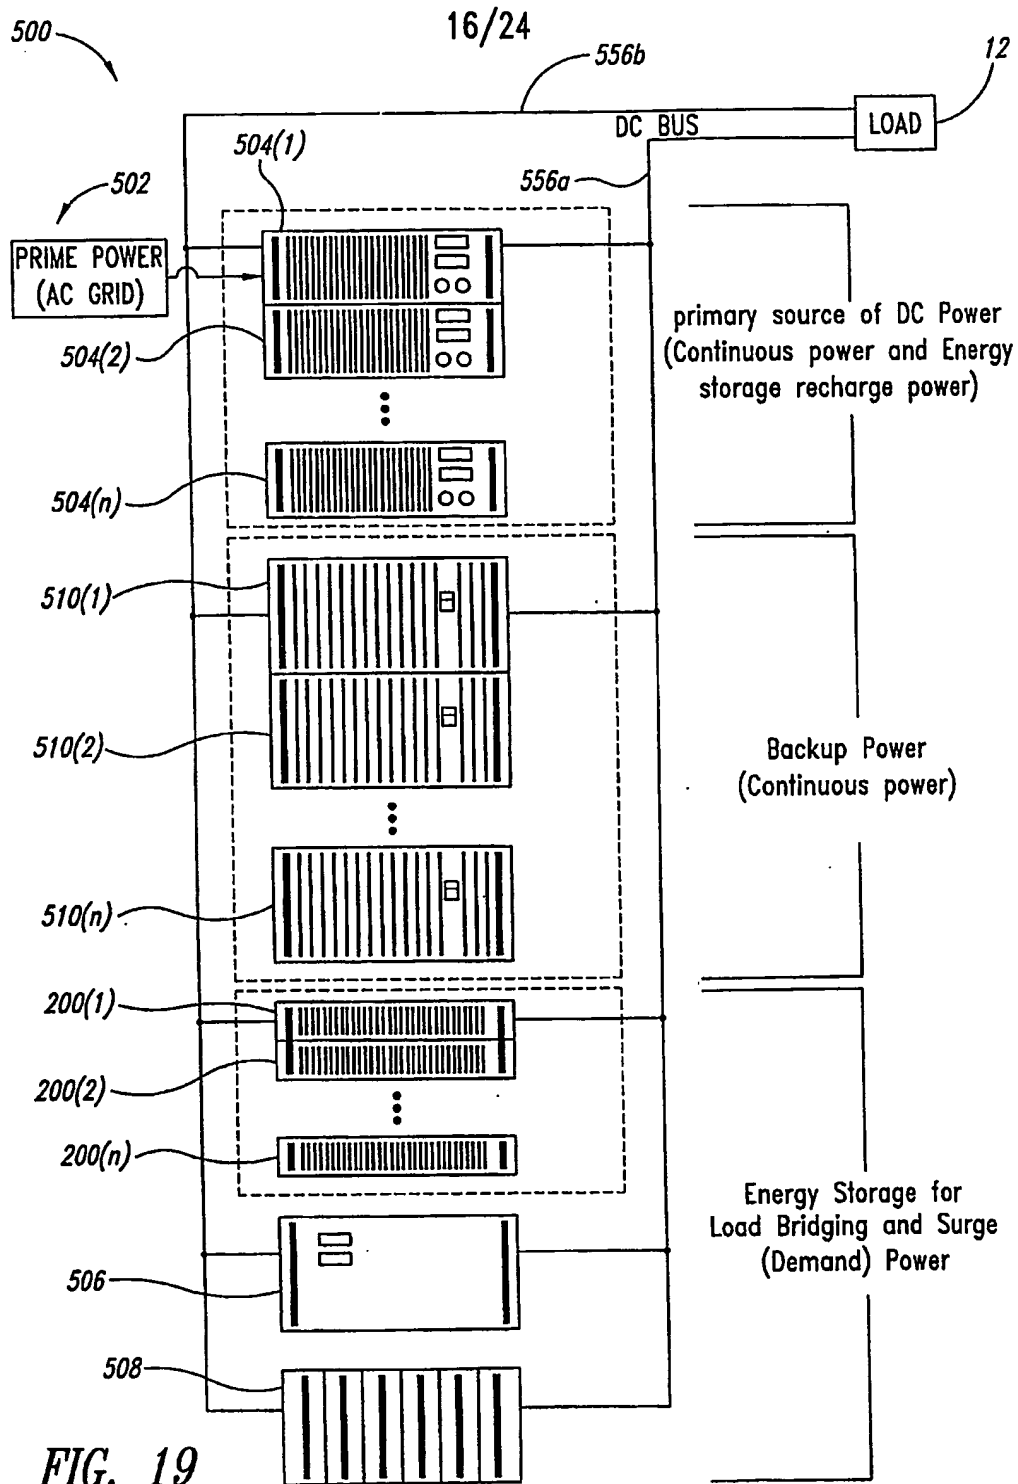 16/24
500
556b
12
DC BUS
LOAD
504(1)
556a
502
PRIME POWER
(AC GRID)
504(2)
504(n)
primary source of DC Power
(Continuous power and Energy
storage recharge power)
510(1)
510(2)
510(n)
Backup Power
(Continuous power)
200(1)
200(2)
200(n)
Energy Storage for
Load Bridging and Surge
(Demand) Power
506
508
FIG. 19